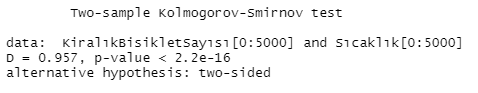 Two-sample Kolmogorov-Smirnov test
data:  KiralıkBisikletSayısı[0:5000] and Sıcaklık[0:5000]
D = 0.957, p-value < 2.2e-16
alternative hypothesis: two-sided